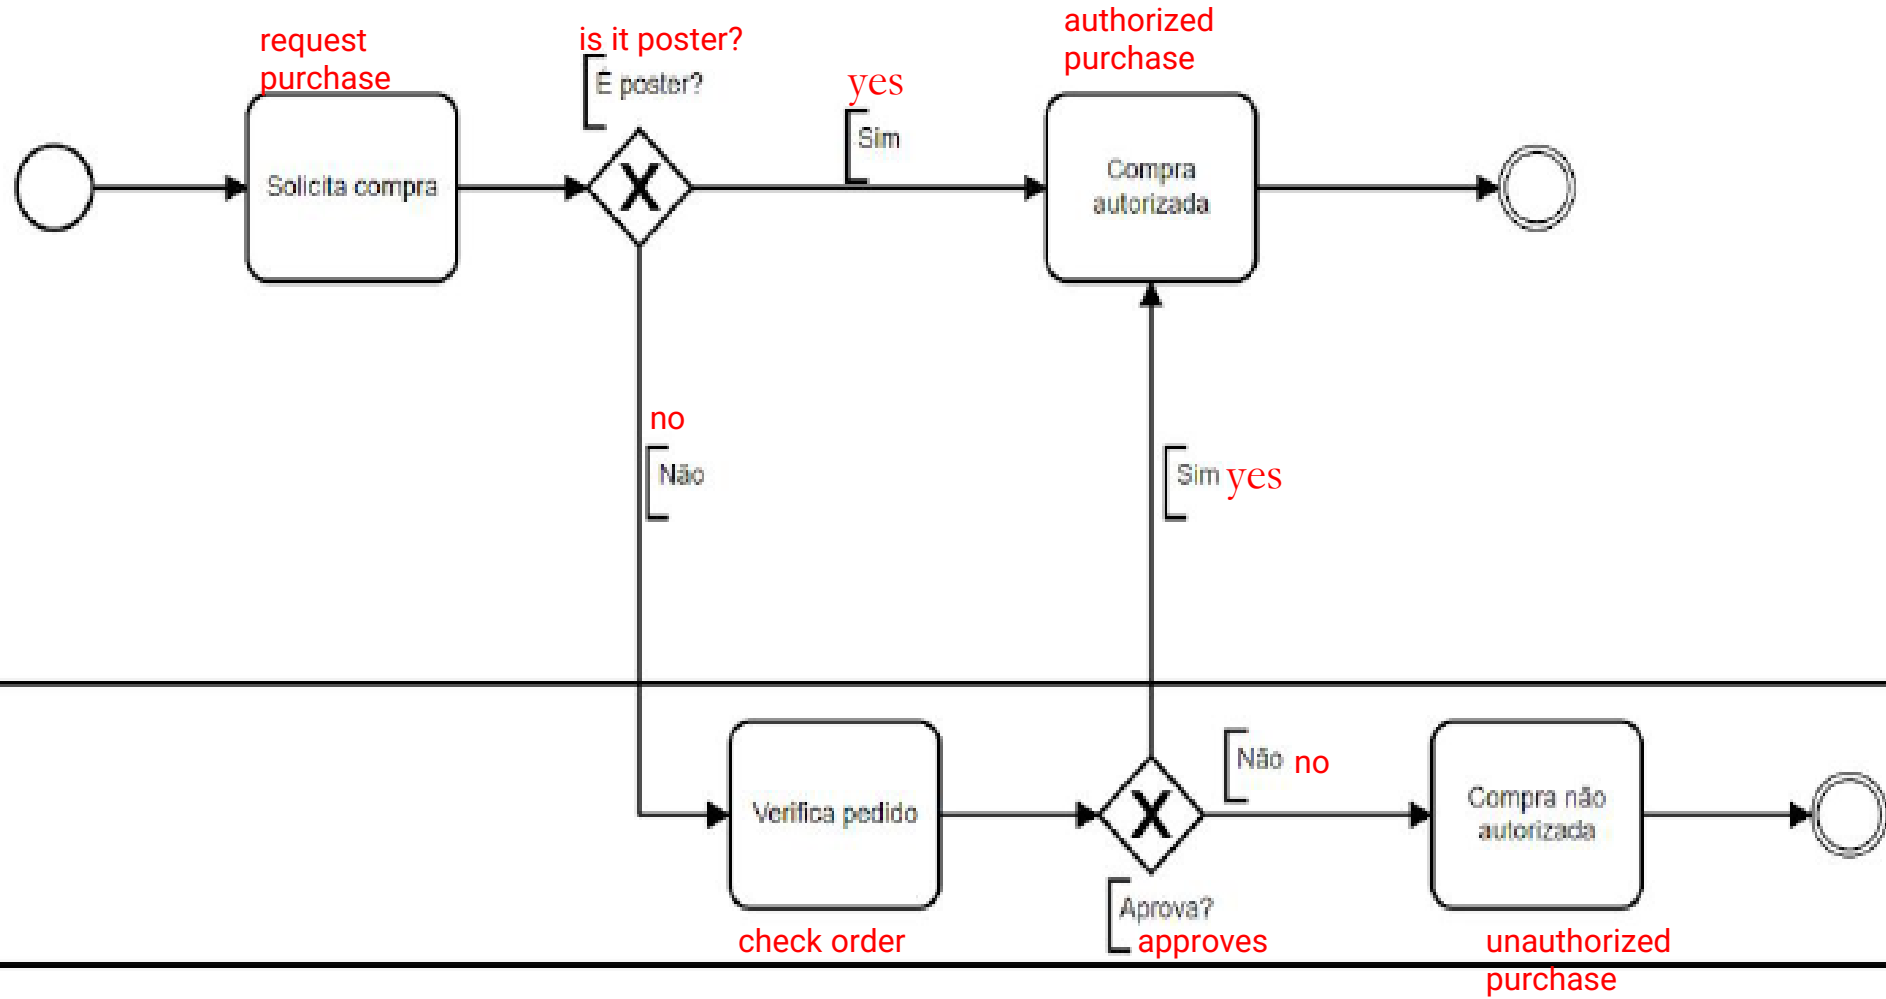 request
purchase
is it poster?
authorized
purchase
É poster?
yes
Sim
Solicita compra
X
Compra
autorizada
no
Não
Sim yes
Não no
Verifica pedido
X
Compra não
autorizada
Aprova?
check order
approves
unauthorized
purchase